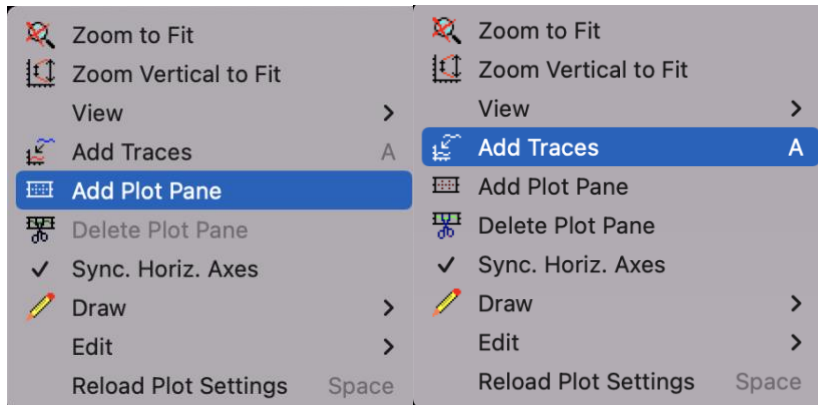 Zoom to Fit
Zoom Vertical to Fit
View
Add Traces A
Add Plot Pane
Delete Plot Pane
Sync. Horiz. Axes
Draw
Edit
Reload Plot Settings Space
Zoom to Fit
Zoom Vertical to Fit
View
Add Traces A
Add Plot Pane
Delete Plot Pane
Sync. Horiz. Axes
Draw
Edit
Reload Plot Settings Space